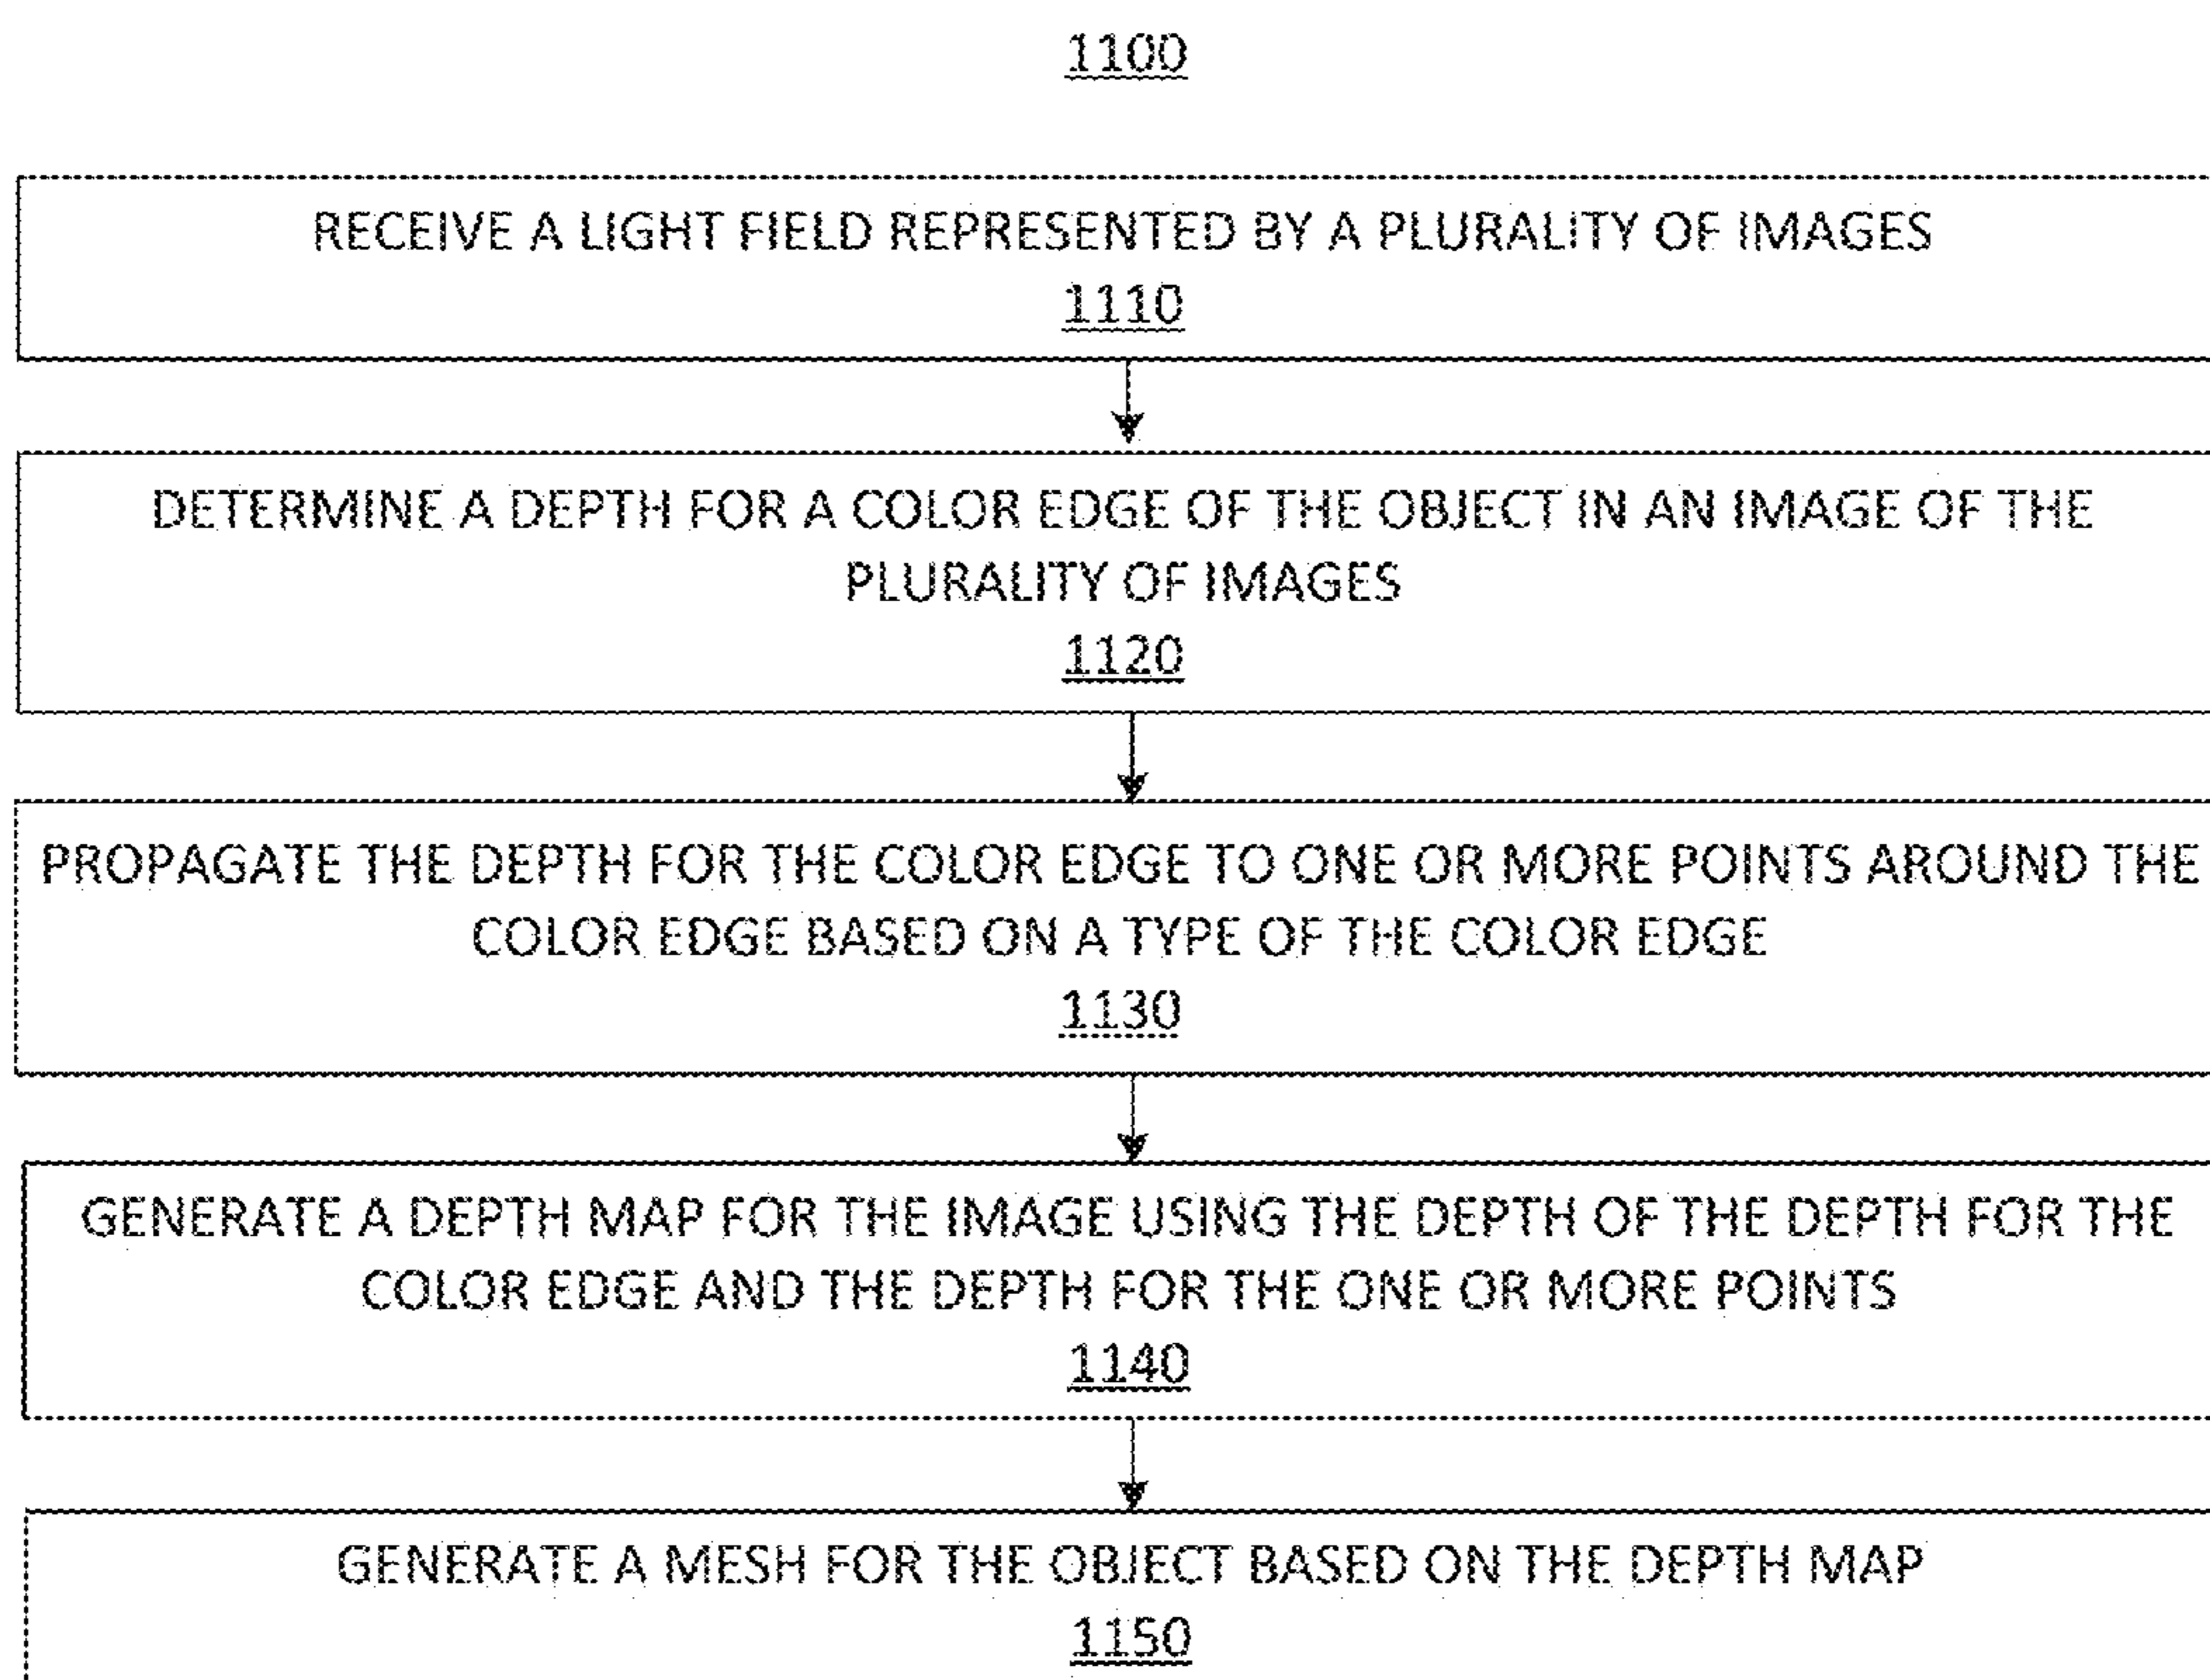 1100
RECEIVE A LIGHT FIELD REPRESENTED BY A PLURALITY OF IMAGES
1110
DETERMINE A DEPTH FOR A COLOR EDGE OF THE OBJECT IN AN IMAGE OF THE
PLURALITY OF IMAGES
1120
PROPAGATE THE DEPTH FOR THE COLOR EDGE TO ONE OR MORE POINTS AROUND THE
COLOR EDGE BASED ON A TYPE OF THE COLOR EDGE
1130
GENERATE A DEPTH MAP FOR THE IMAGE USING THE DEPTH OF THE DEPTH FOR THE
COLOR EDGE AND THE DEPTH FOR THE ONE OR MORE POINTS
1140
GENERATE A MESH FOR THE OBJECT BASED ON THE DEPTH MAP
1150